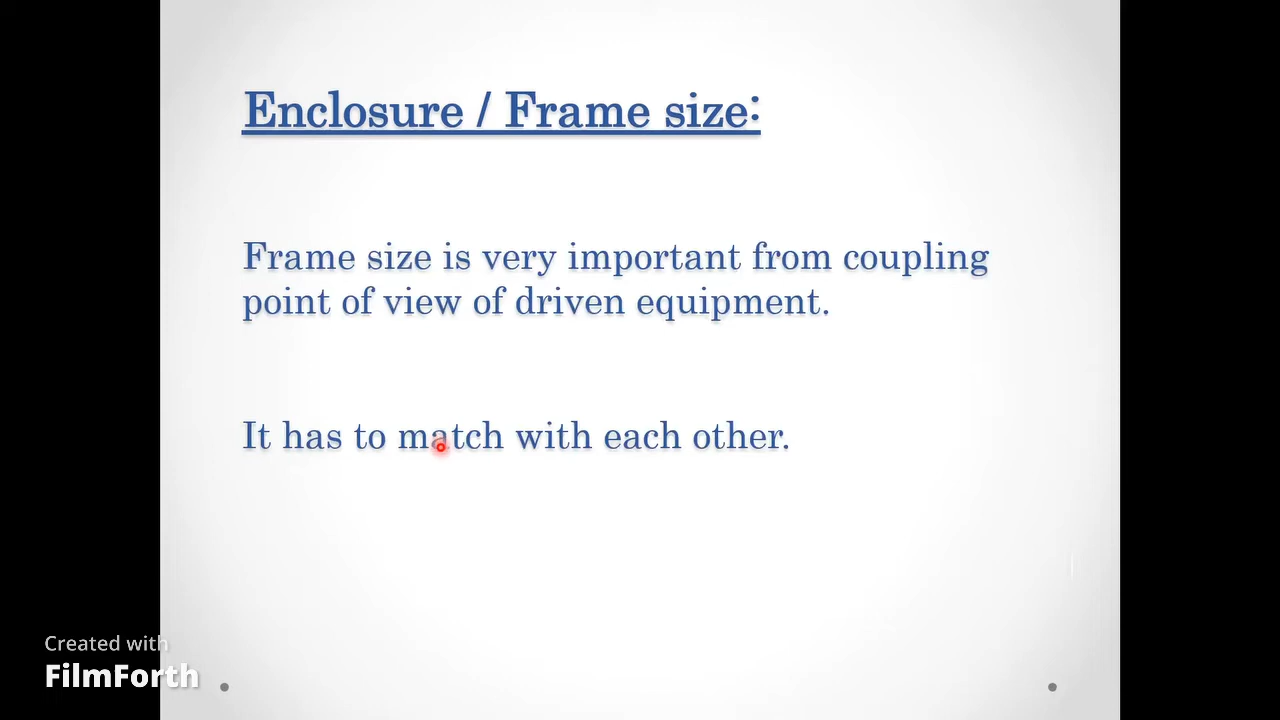 Enclosure / Frame size:
Frame size is very important from coupling
point of view of driven equipment.
It has to match with each other.
Created with
FilmForth